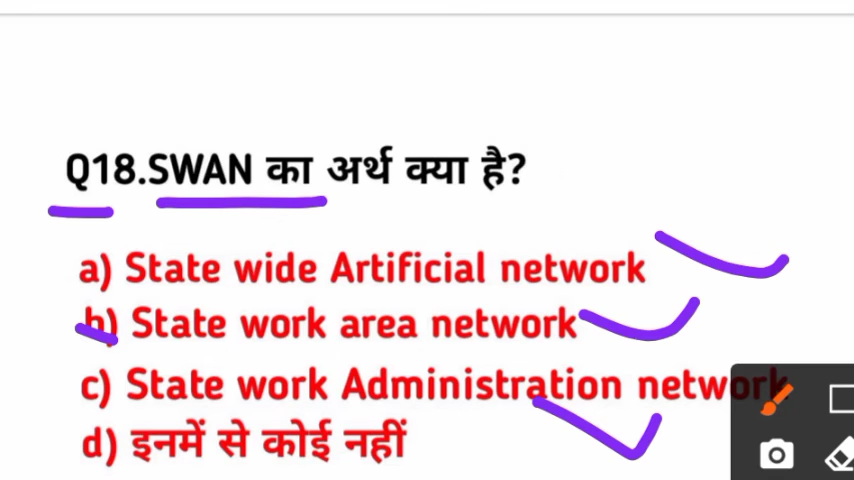 Q18.SWAN का अर्थ क्या है?
a) State wide Artificial network
b) State work area network
c) State work Administration network
d) इनमें से कोई नहीं